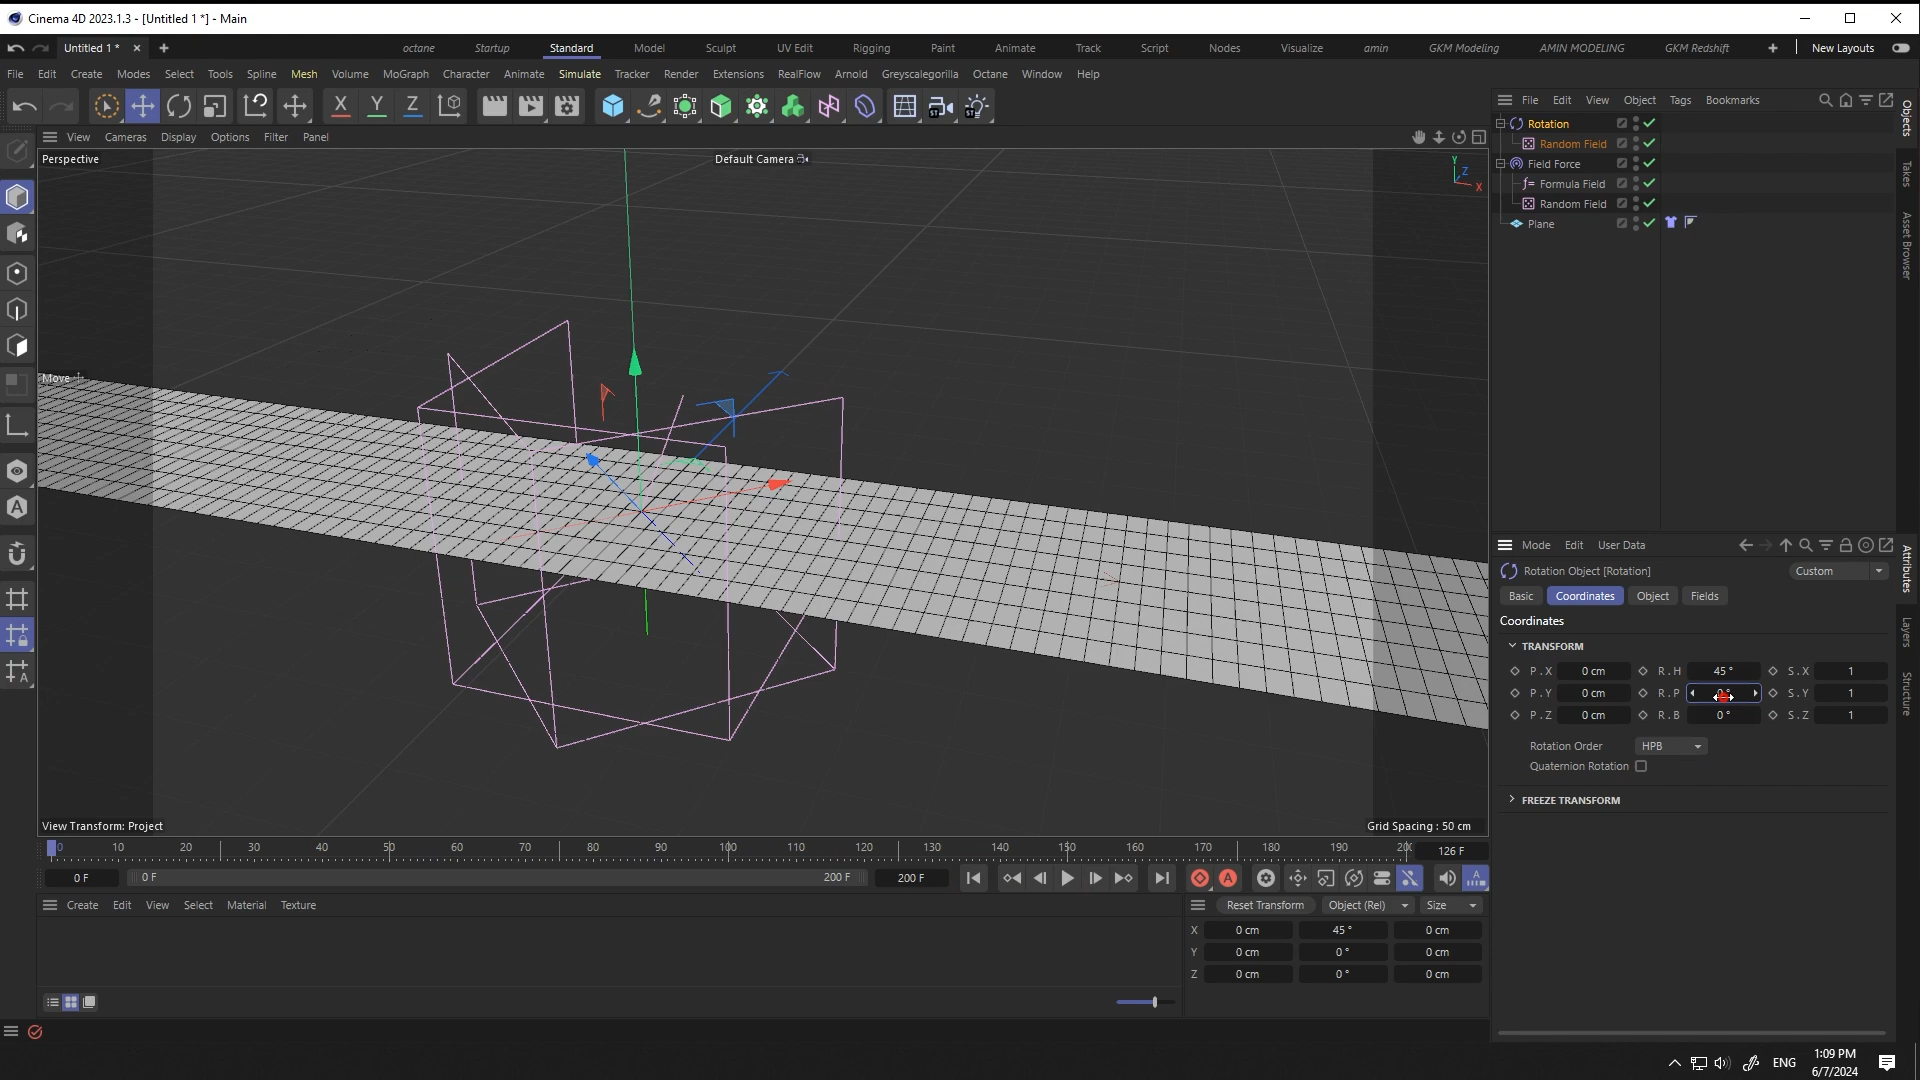 Cinema 4D 2023.1.3 - [Untitled 1 *] - Main
Untitled 1 *
octane Startup Standard Model Sculpt UV Edit Rigging Paint Animate Track Script Nodes Visualize amin GKM Modeling AMIN MODELING GKM Redshift New Layouts
File Edit Create Modes Select Tools Spline Mesh Volume MoGraph Character Animate Simulate Tracker Render Extensions RealFlow Arnold Greyscalegorilla Octane Window Help
X Y Z
File Edit View Object Tags Bookmarks
View Cameras Display Options Filter Panel
Perspective
Default Camera
Y
Z
X
Rotation
Random Field
Field Force
Formula Field
Random Field
Plane
Objects
Takes
Asset Browser
Move
View Transform: Project
Grid Spacing : 50 cm
Mode Edit User Data
Rotation Object [Rotation]
Custom
Basic Coordinates Object Fields
Coordinates
TRANSFORM
P . X 0 cm R . H 45 ° S . X 1
P . Y 0 cm R . P 0 ° S . Y 1
P . Z 0 cm R . B 0 ° S . Z 1
Rotation Order HPB
Quaternion Rotation
FREEZE TRANSFORM
Attributes
Layers
Structure
0 10 20 30 40 50 60 70 80 90 100 110 120 130 140 150 160 170 180 190 20
126 F
0 F
0 F
200 F
200 F
Create Edit View Select Material Texture
Reset Transform Object (Rel) Size
X 0 cm 45 ° 0 cm
Y 0 cm 0 ° 0 cm
Z 0 cm 0 ° 0 cm
ENG
1:09 PM
6/7/2024